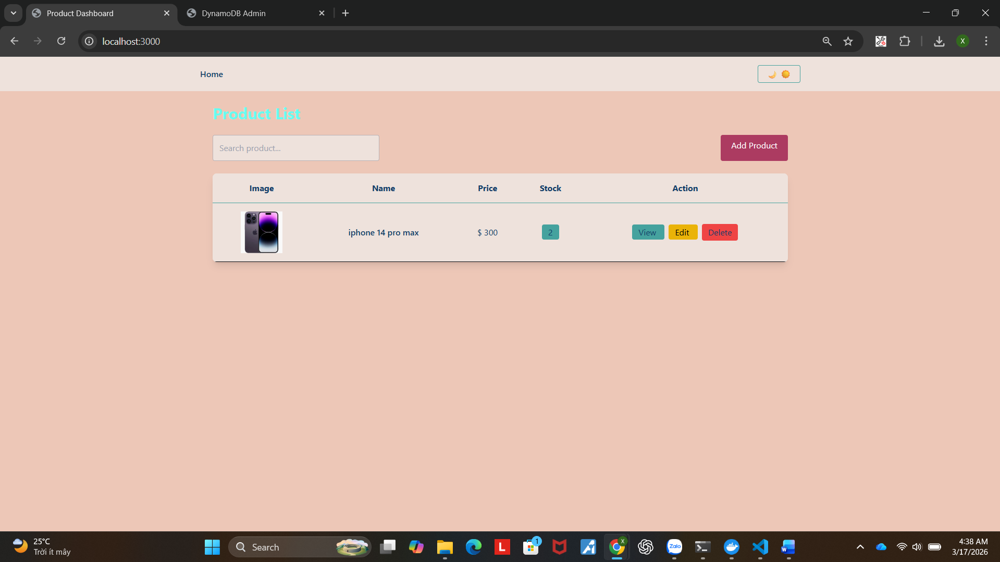 Product Dashboard
DynamoDB Admin
localhost:3000
X
Home
Product List
Search product...
Add Product
Image Name Price Stock Action
iphone 14 pro max $ 300 2 View Edit Delete
25°C
Trời ít mây
Search
L
1
X
Zalo
W
4:38 AM
3/17/2026